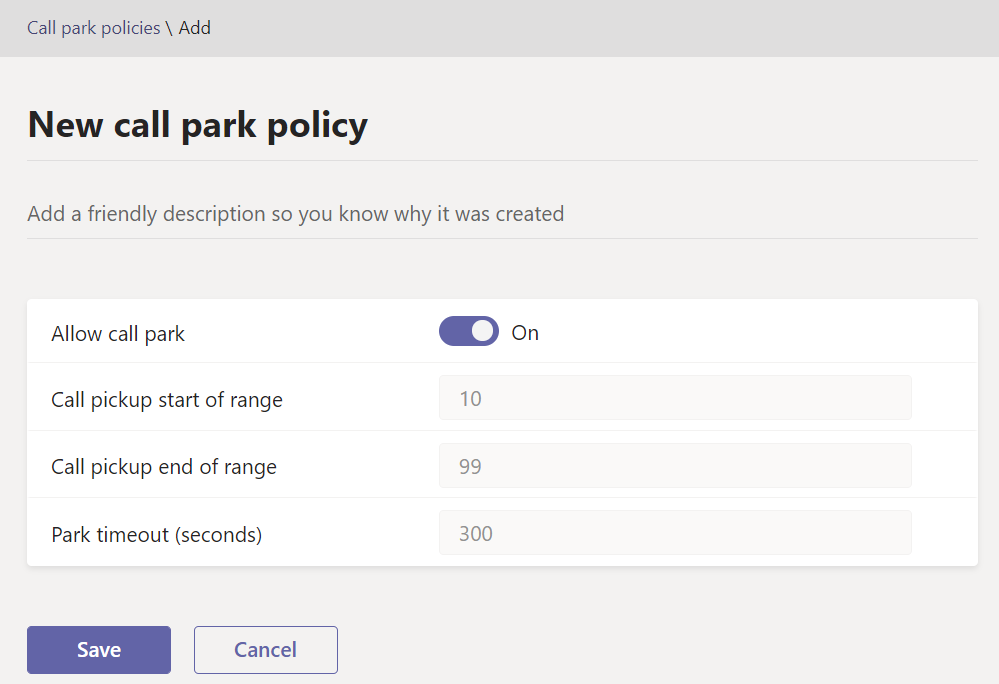 Call park policies \ Add
New call park policy
Add a friendly description so you know why it was created
Allow call park On
Call pickup start of range 10
Call pickup end of range 99
Park timeout (seconds) 300
Save Cancel